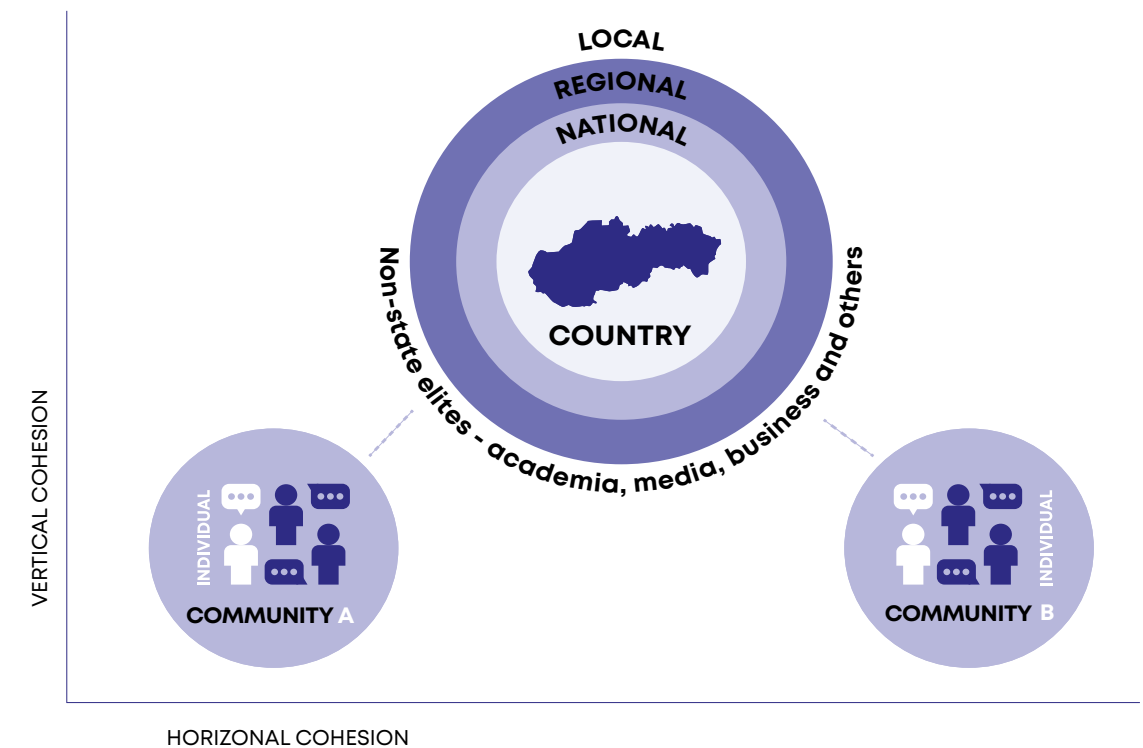 LOCAL
REGIONAL
NATIONAL
COUNTRY
Non-state elites - academia, media, business and others
VERTICAL COHESION
INDIVIDUAL
COMMUNITY A
INDIVIDUAL
COMMUNITY B
HORIZONAL COHESION